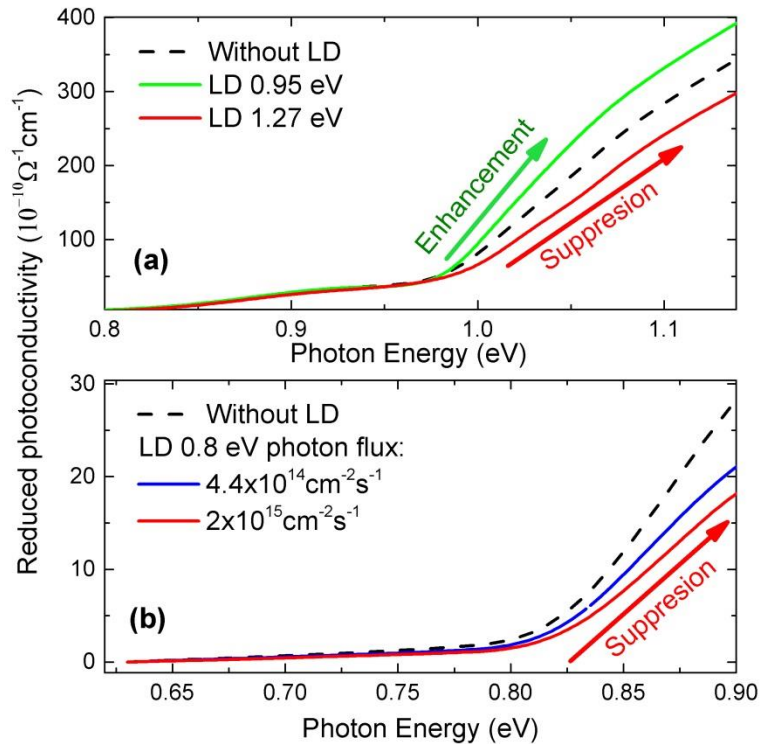 400
300
200
100
Without LD
LD 0.95 eV
LD 1.27 eV
Enhancement
Suppresion
(a)
0.8 0.9 1.0 1.1
Photon Energy (eV)
Reduced photoconductivity (10⁻¹⁰Ω⁻¹cm⁻¹)
30
20
10
0
Without LD
LD 0.8 eV photon flux:
4.4x10¹⁴cm⁻²s⁻¹
2x10¹⁵cm⁻²s⁻¹
(b)
Suppresion
0.65 0.70 0.75 0.80 0.85 0.90
Photon Energy (eV)